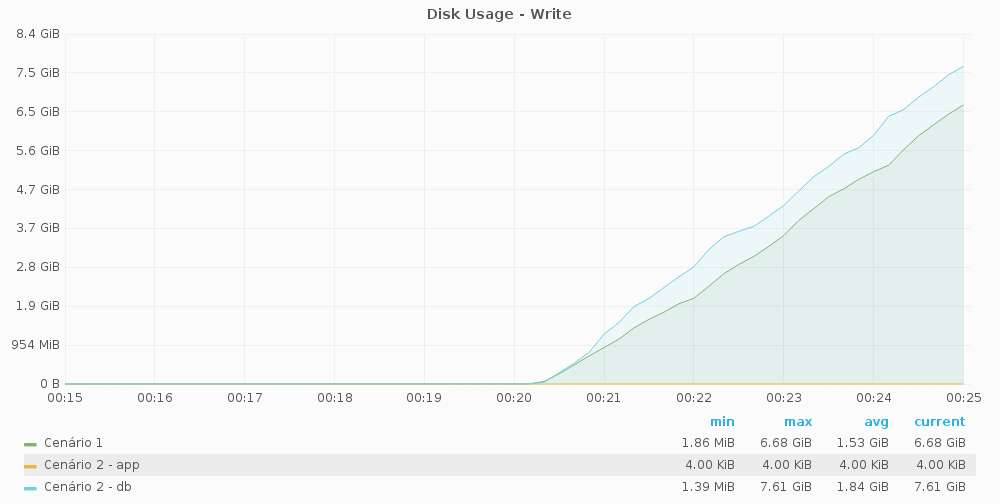 Disk Usage - Write
8.4 GiB
7.5 GiB
6.5 GiB
5.6 GiB
4.7 GiB
3.7 GiB
2.8 GiB
1.9 GiB
954 MiB
0 B
00:15 00:16 00:17 00:18 00:19 00:20 00:21 00:22 00:23 00:24 00:25
min max avg current
Cenário 1 1.86 MiB 6.68 GiB 1.53 GiB 6.68 GiB
Cenário 2 - app 4.00 KiB 4.00 KiB 4.00 KiB 4.00 KiB
Cenário 2 - db 1.39 MiB 7.61 GiB 1.84 GiB 7.61 GiB